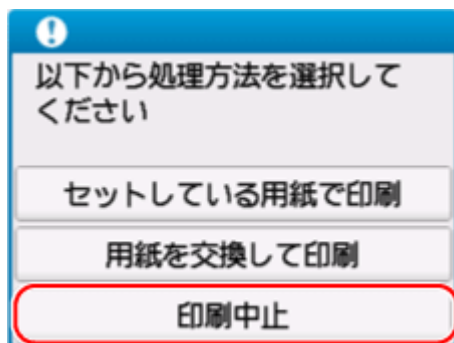 以下から処理方法を選択して
ください
セットしている用紙で印刷
用紙を交換して印刷
印刷中止